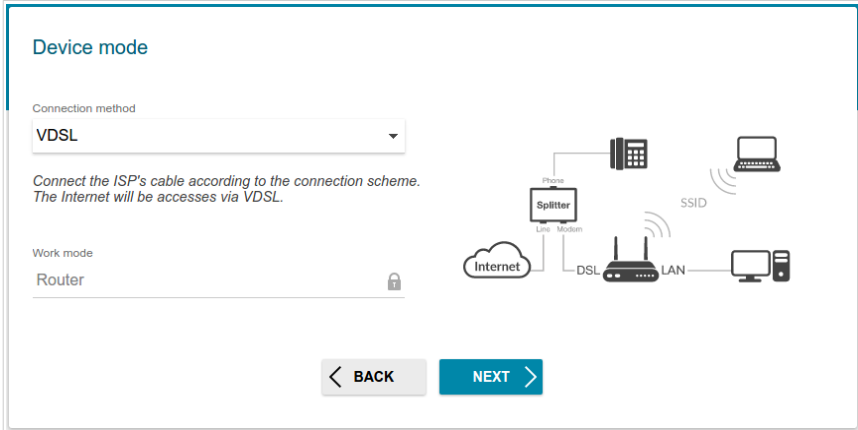 Device mode
Connection method
VDSL
Connect the ISP's cable according to the connection scheme.
The Internet will be accesses via VDSL.
Work mode
Router
Phone
Splitter
Line Modem
SSID
Internet
DSL
LAN
BACK
NEXT